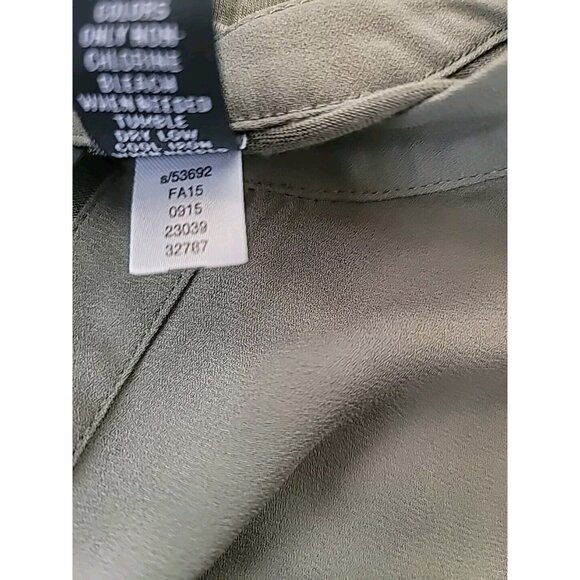 COLORS
ONLY NON-
CHLORINE
BLEACH
WHEN NEEDED
TUMBLE
DRY LOW
COOL IRON
s/53692
FA15
0915
23039
32787